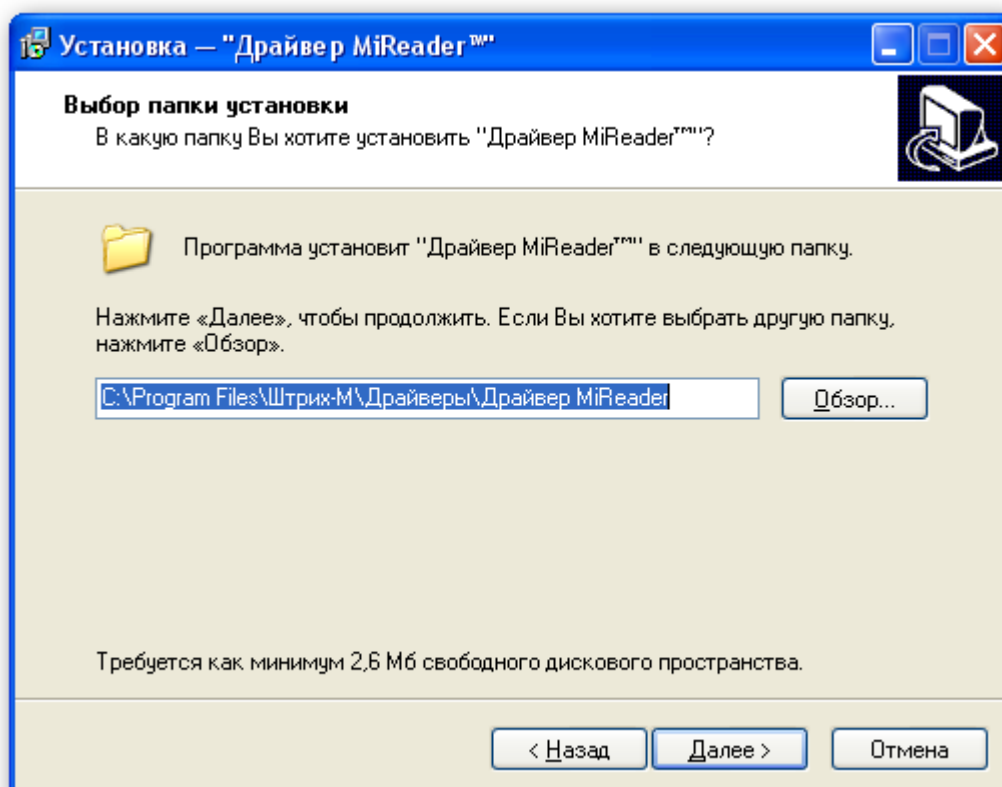 Установка — "Драйвер MiReader™"
Выбор папки установки
В какую папку Вы хотите установить "Драйвер MiReader™"?
Программа установит "Драйвер MiReader™" в следующую папку.
Нажмите «Далее», чтобы продолжить. Если Вы хотите выбрать другую папку,
нажмите «Обзор».
C:\Program Files\Штрих-М\Драйверы\Драйвер MiReader
Обзор...
Требуется как минимум 2,6 Мб свободного дискового пространства.
< Назад
Далее >
Отмена